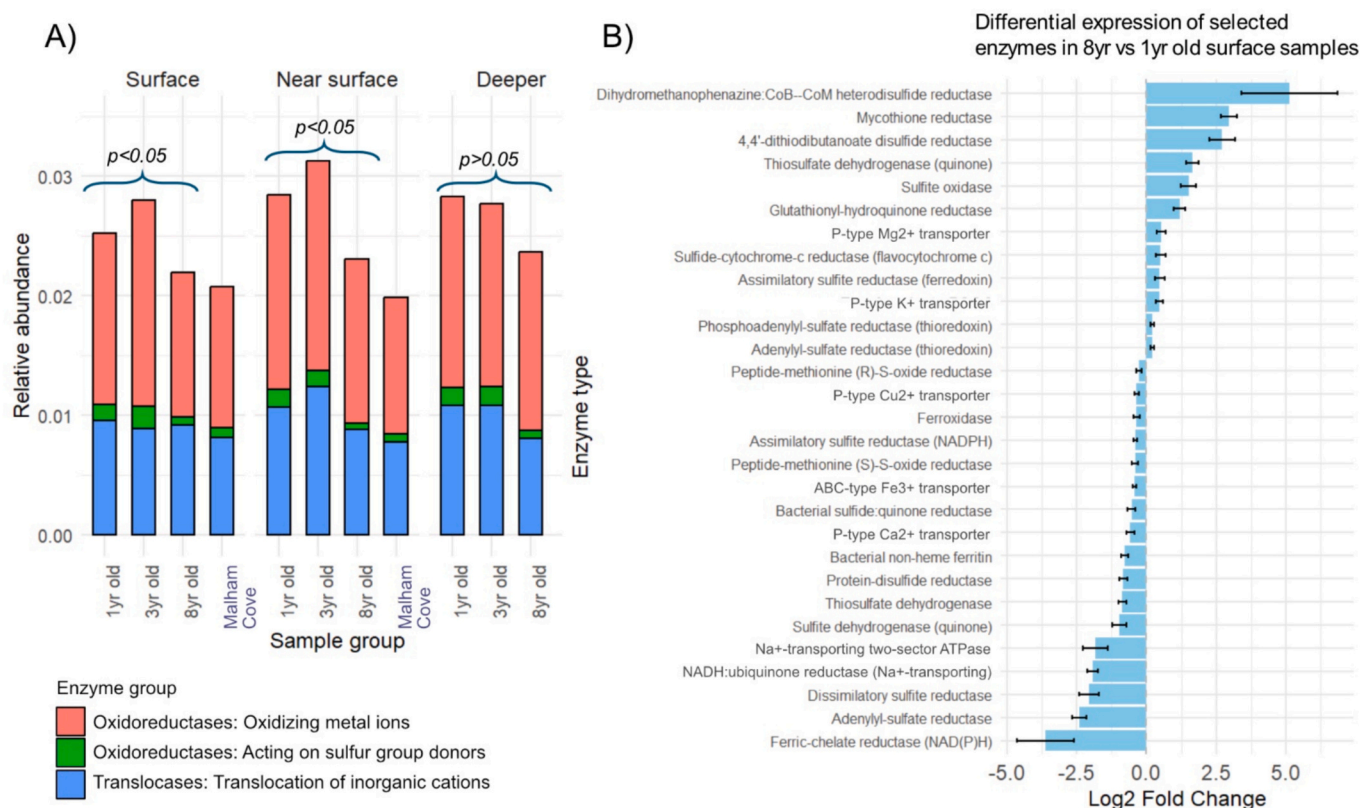 A)
Surface
Near surface
Deeper
p<0.05
p<0.05
p>0.05
Relative abundance
0.03
0.02
0.01
0.00
1yr old
3yr old
8yr old
Malham
Cove
1yr old
3yr old
8yr old
Malham
Cove
1yr old
3yr old
8yr old
Sample group
Enzyme type
Enzyme group
Oxidoreductases: Oxidizing metal ions
Oxidoreductases: Acting on sulfur group donors
Translocases: Translocation of inorganic cations
B)
Differential expression of selected
enzymes in 8yr vs 1yr old surface samples
Dihydromethanophenazine:CoB--CoM heterodisulfide reductase
Mycothione reductase
4,4'-dithiodibutanoate disulfide reductase
Thiosulfate dehydrogenase (quinone)
Sulfite oxidase
Glutathionyl-hydroquinone reductase
P-type Mg2+ transporter
Sulfide-cytochrome-c reductase (flavocytochrome c)
Assimilatory sulfite reductase (ferredoxin)
P-type K+ transporter
Phosphoadenylyl-sulfate reductase (thioredoxin)
Adenylyl-sulfate reductase (thioredoxin)
Peptide-methionine (R)-S-oxide reductase
P-type Cu2+ transporter
Ferroxidase
Assimilatory sulfite reductase (NADPH)
Peptide-methionine (S)-S-oxide reductase
ABC-type Fe3+ transporter
Bacterial sulfide:quinone reductase
P-type Ca2+ transporter
Bacterial non-heme ferritin
Protein-disulfide reductase
Thiosulfate dehydrogenase
Sulfite dehydrogenase (quinone)
Na+-transporting two-sector ATPase
NADH:ubiquinone reductase (Na+-transporting)
Dissimilatory sulfite reductase
Adenylyl-sulfate reductase
Ferric-chelate reductase (NAD(P)H)
-5.0
-2.5
0.0
2.5
5.0
Log2 Fold Change